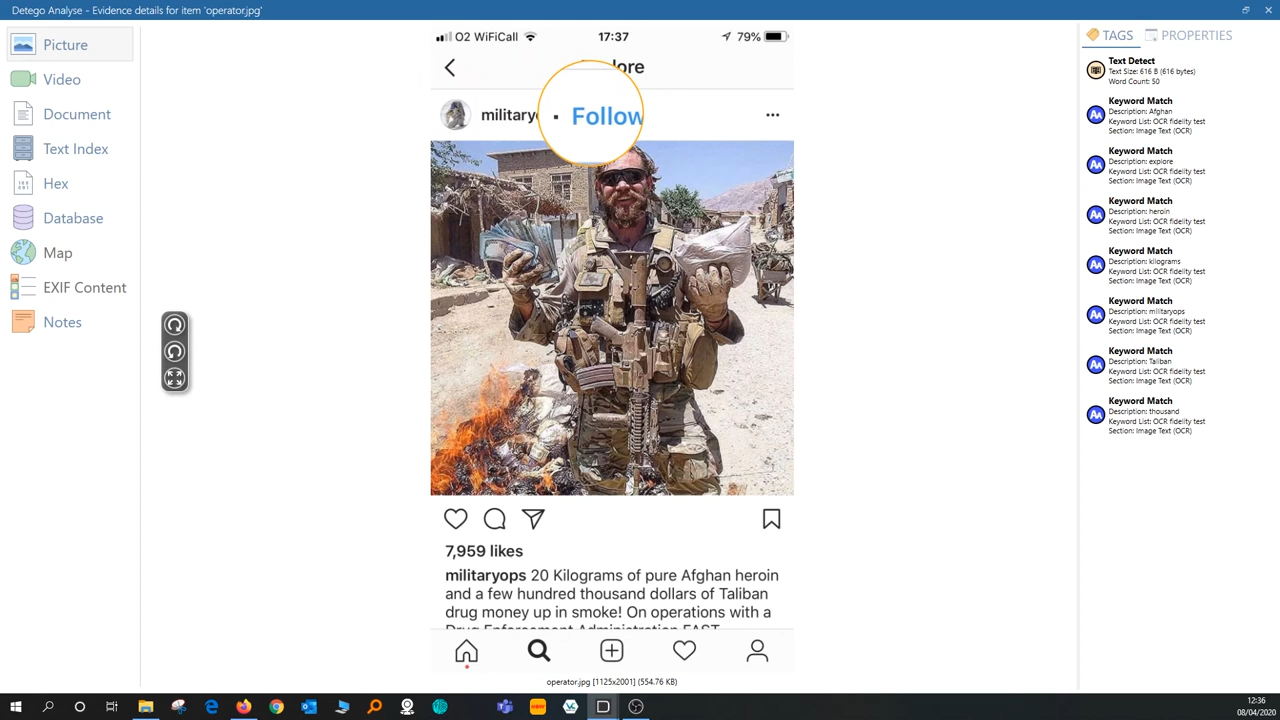 Detego Analyse - Evidence details for item 'operator.jpg'
Picture
Video
Document
Text Index
Hex
Database
Map
EXIF Content
Notes
O2 WiFiCall
17:37
79%
Follow
7,959 likes
militaryops 20 Kilograms of pure Afghan heroin
and a few hundred thousand dollars of Taliban
drug money up in smoke! On operations with a
Drug Enforcement Administration FAST
operator.jpg [1125x2001] (554.76 KB)
TAGS
PROPERTIES
Text Detect
Text Size: 616 B (616 bytes)
Word Count: 50
Keyword Match
Description: Afghan
Keyword List: OCR fidelity test
Section: Image Text (OCR)
Keyword Match
Description: explore
Keyword List: OCR fidelity test
Section: Image Text (OCR)
Keyword Match
Description: heroin
Keyword List: OCR fidelity test
Section: Image Text (OCR)
Keyword Match
Description: kilograms
Keyword List: OCR fidelity test
Section: Image Text (OCR)
Keyword Match
Description: militaryops
Keyword List: OCR fidelity test
Section: Image Text (OCR)
Keyword Match
Description: Taliban
Keyword List: OCR fidelity test
Section: Image Text (OCR)
Keyword Match
Description: thousand
Keyword List: OCR fidelity test
Section: Image Text (OCR)
12:36
08/04/2020